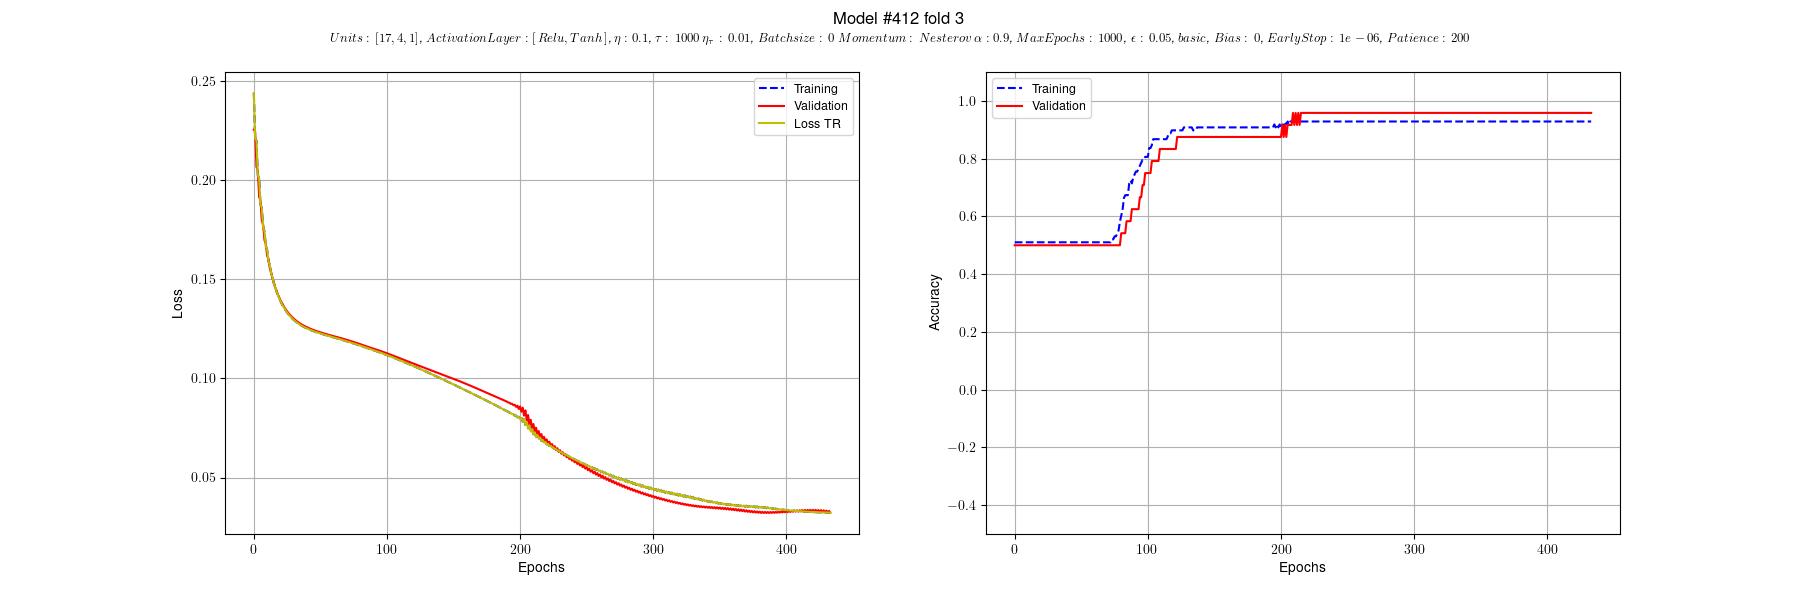 Model #412 fold 3
Units : [17, 4, 1], ActivationLayer : [Relu, Tanh], η : 0.1, τ : 1000 ητ : 0.01, Batchsize : 0 Momentum : Nesterov α : 0.9, MaxEpochs : 1000, ϵ : 0.05, basic, Bias : 0, EarlyStop : 1e − 06, Patience : 200
0.25
0.20
0.15
0.10
0.05
Loss
0 100 200 300 400
Epochs
Training
Validation
Loss TR
1.0
0.8
0.6
0.4
0.2
0.0
−0.2
−0.4
Accuracy
0 100 200 300 400
Epochs
Training
Validation